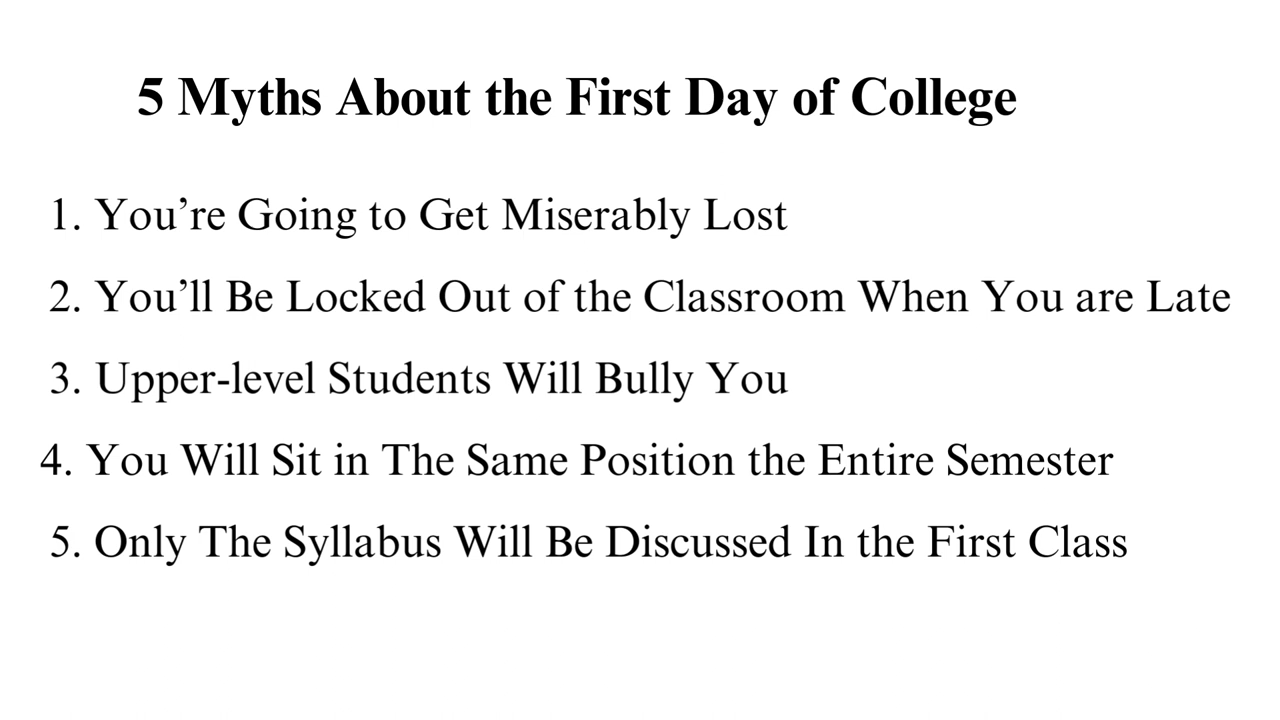 5 Myths About the First Day of College
1. You’re Going to Get Miserably Lost
2. You’ll Be Locked Out of the Classroom When You are Late
3. Upper-level Students Will Bully You
4. You Will Sit in The Same Position the Entire Semester
5. Only The Syllabus Will Be Discussed In the First Class